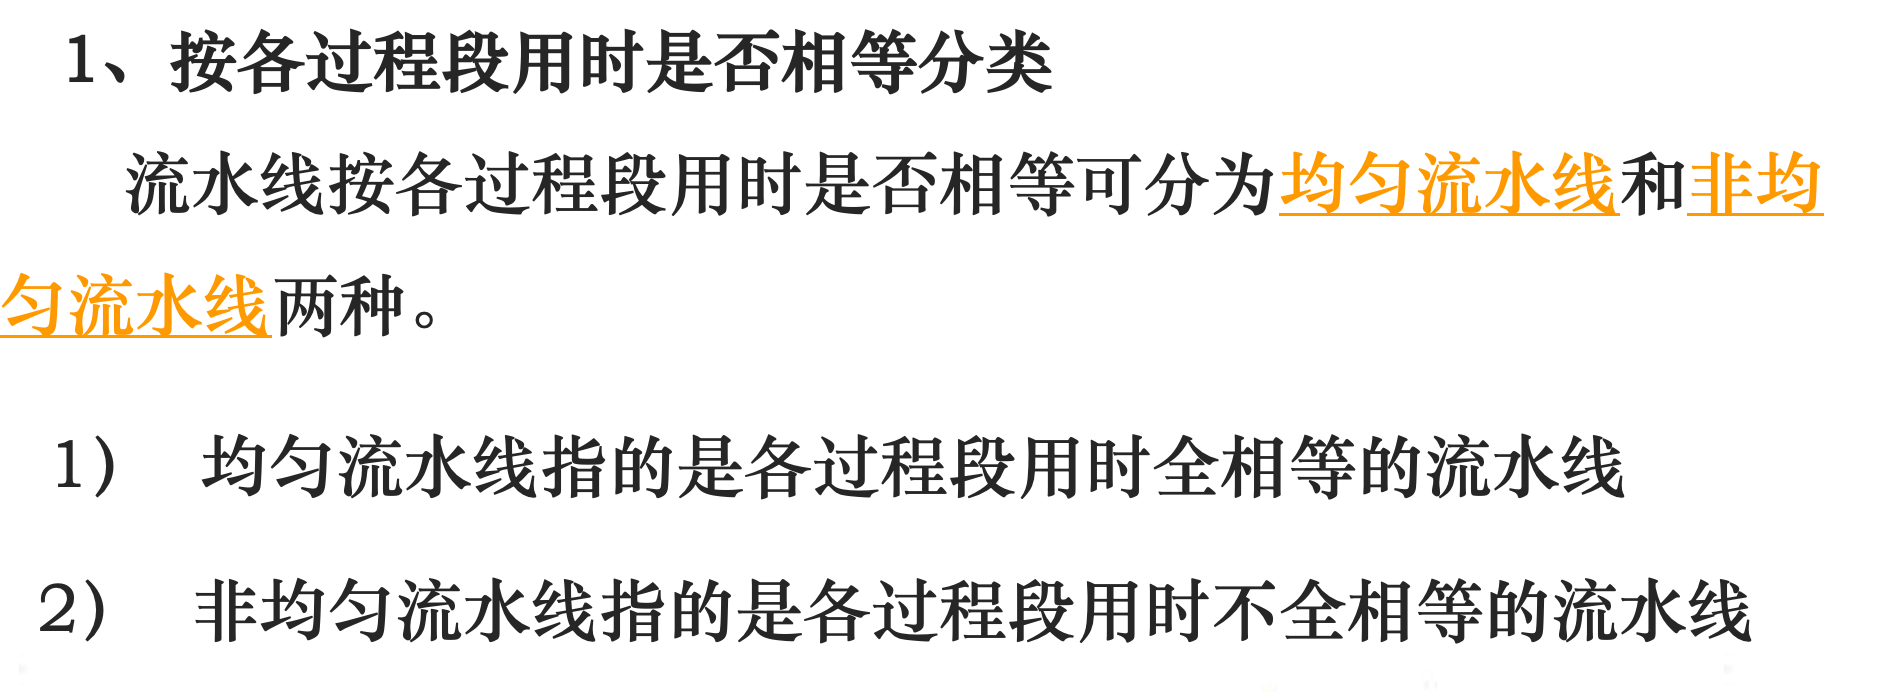 1、按各过程段用时是否相等分类
流水线按各过程段用时是否相等可分为均匀流水线和非均
匀流水线两种。
1） 均匀流水线指的是各过程段用时全相等的流水线
2） 非均匀流水线指的是各过程段用时不全相等的流水线